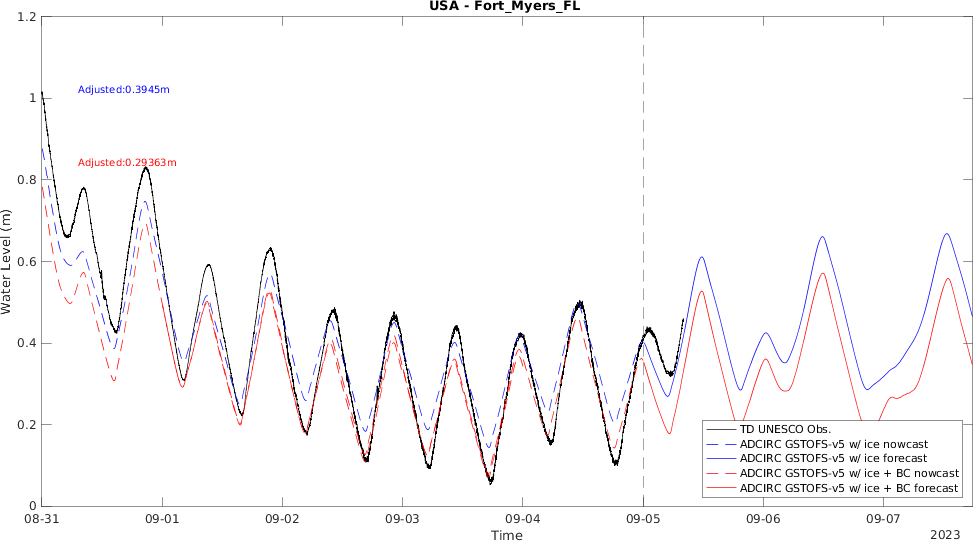 USA - Fort_Myers_FL
1.2
1
0.8
0.6
0.4
0.2
0
Water Level (m)
Adjusted:0.3945m
Adjusted:0.29363m
TD UNESCO Obs.
ADCIRC GSTOFS-v5 w/ ice nowcast
ADCIRC GSTOFS-v5 w/ ice forecast
ADCIRC GSTOFS-v5 w/ ice + BC nowcast
ADCIRC GSTOFS-v5 w/ ice + BC forecast
08-31 09-01 09-02 09-03 09-04 09-05 09-06 09-07
Time
2023